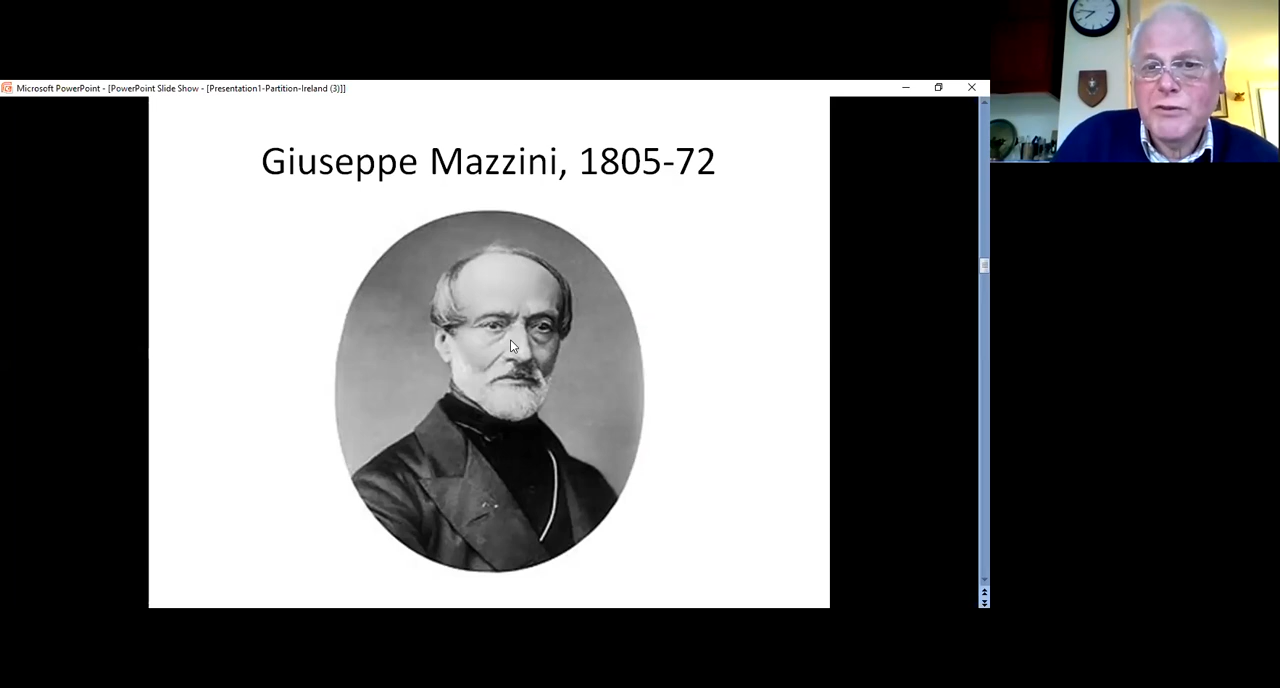 Microsoft PowerPoint - [PowerPoint Slide Show - [Presentation1-Partition-Ireland (3)]]
Giuseppe Mazzini, 1805-72